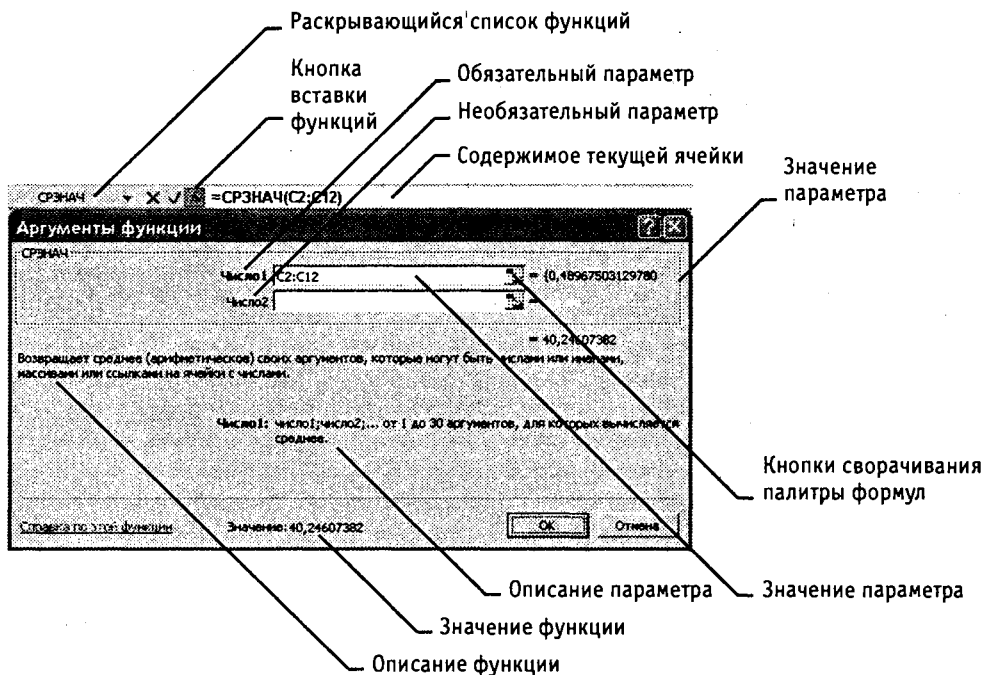 Раскрывающийся список функций
Кнопка
вставки
функций
Обязательный параметр
Необязательный параметр
Содержимое текущей ячейки
Значение
параметра
СРЗНАЧ
=СРЗНАЧ(C2:C12)
Аргументы функции
СРЗНАЧ
Число1 C2:C12 = {0,48967503129780
Число2 =
= 40,24607382
Возвращает среднее (арифметическое) своих аргументов, которые могут быть числами или именами,
массивами или ссылками на ячейки с числами.
Число1: число1;число2;... от 1 до 30 аргументов, для которых вычисляется
среднее.
Кнопки сворачивания
палитры формул
Справка по этой функции
Значение:40,24607382
ОК
Отмена
Описание параметра
Значение параметра
Значение функции
Описание функции